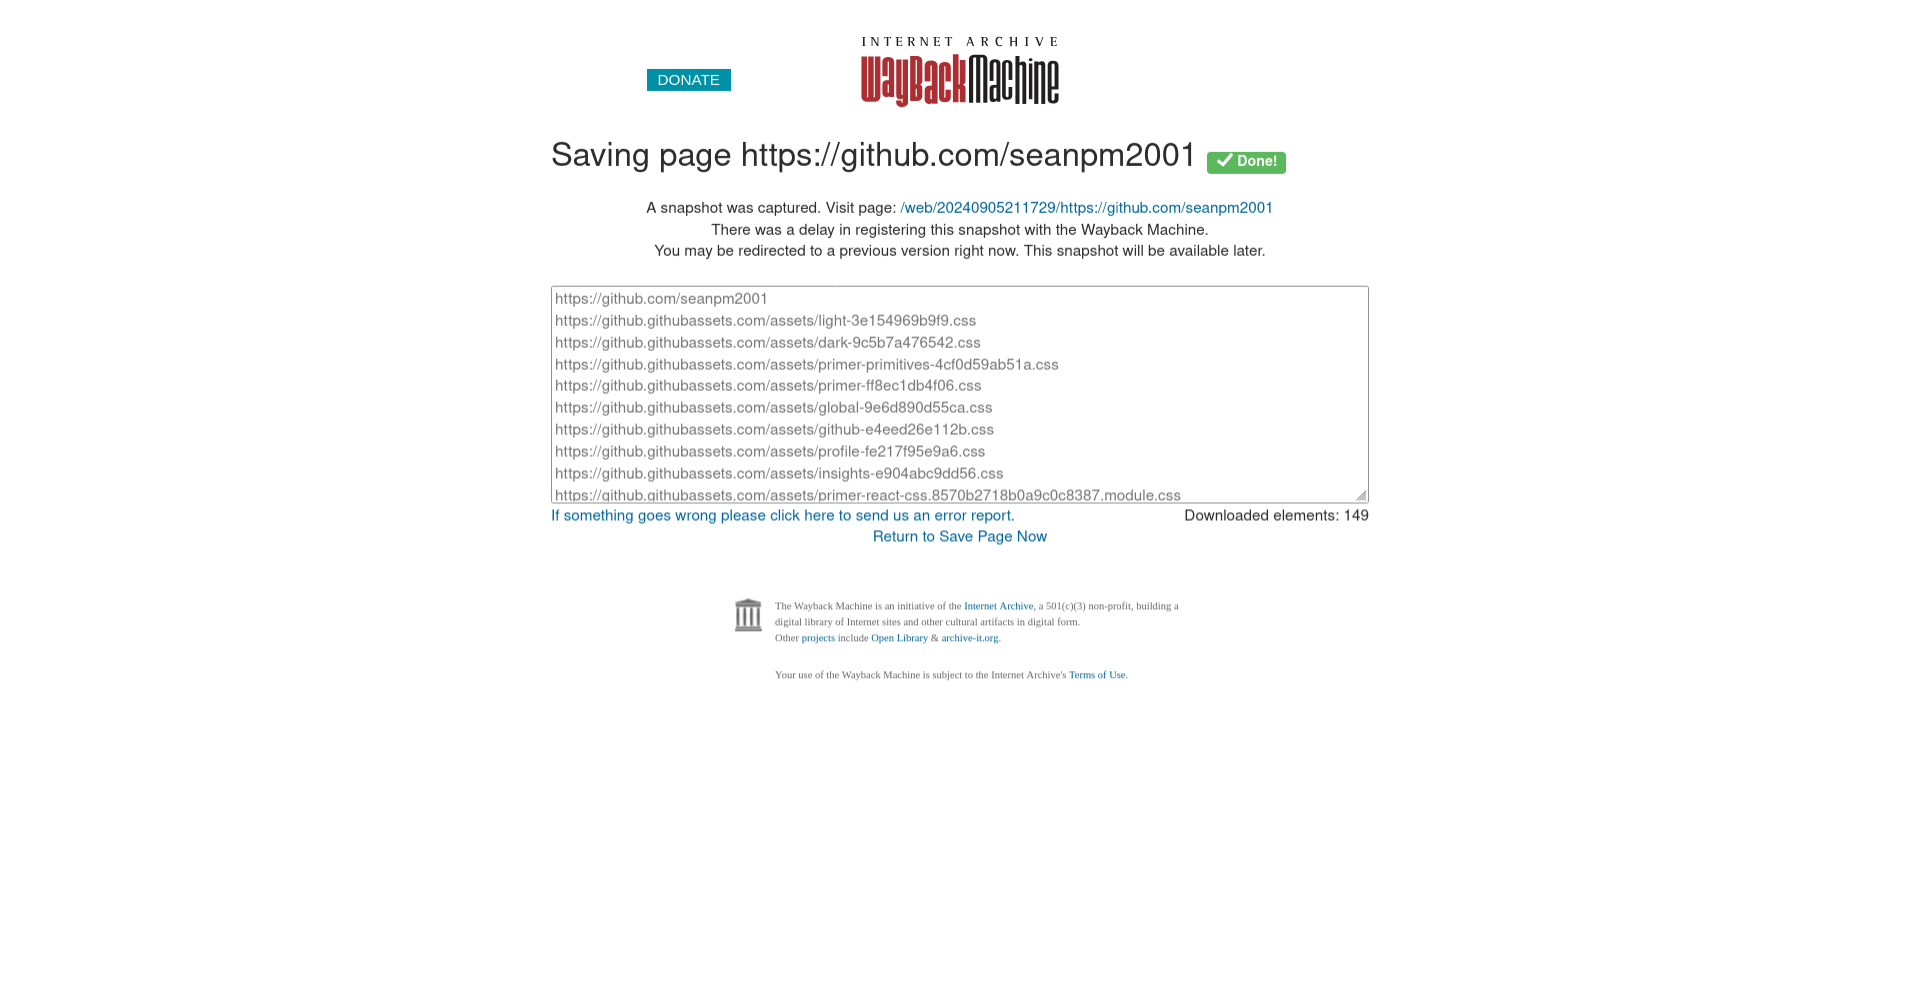 INTERNET ARCHIVE
WayBackMachine
DONATE
Saving page https://github.com/seanpm2001 Done!
A snapshot was captured. Visit page: /web/20240905211729/https://github.com/seanpm2001
There was a delay in registering this snapshot with the Wayback Machine.
You may be redirected to a previous version right now. This snapshot will be available later.
https://github.com/seanpm2001
https://github.githubassets.com/assets/light-3e154969b9f9.css
https://github.githubassets.com/assets/dark-9c5b7a476542.css
https://github.githubassets.com/assets/primer-primitives-4cf0d59ab51a.css
https://github.githubassets.com/assets/primer-ff8ec1db4f06.css
https://github.githubassets.com/assets/global-9e6d890d55ca.css
https://github.githubassets.com/assets/github-e4eed26e112b.css
https://github.githubassets.com/assets/profile-fe217f95e9a6.css
https://github.githubassets.com/assets/insights-e904abc9dd56.css
https://github.githubassets.com/assets/primer-react-css.8570b2718b0a9c0c8387.module.css
If something goes wrong please click here to send us an error report. Downloaded elements: 149
Return to Save Page Now
The Wayback Machine is an initiative of the Internet Archive, a 501(c)(3) non-profit, building a
digital library of Internet sites and other cultural artifacts in digital form.
Other projects include Open Library & archive-it.org.
Your use of the Wayback Machine is subject to the Internet Archive's Terms of Use.